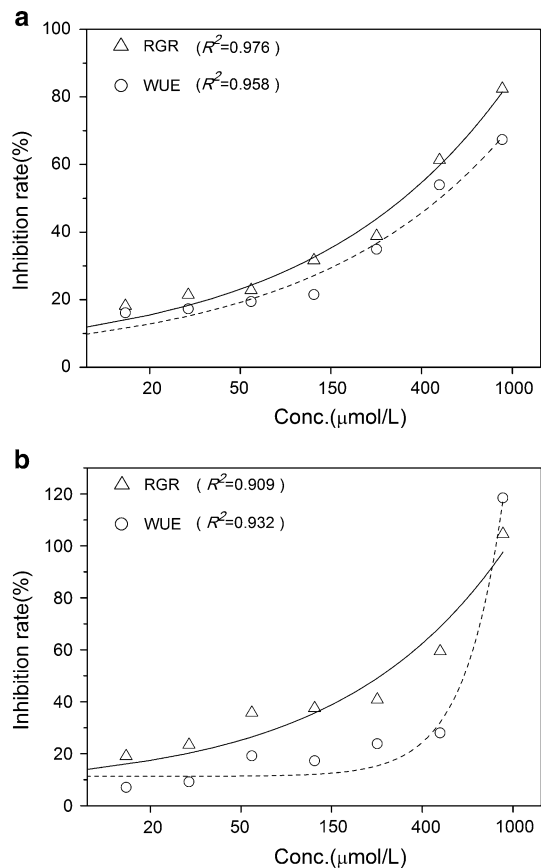 a
100
80
60
40
20
0
Inhibition rate(%)
RGR (R²=0.976)
WUE (R²=0.958)
20 50 150 400 1000
Conc.(μmol/L)
b
120
100
80
60
40
20
0
Inhibition rate(%)
RGR ( R²=0.909 )
WUE ( R²=0.932 )
20 50 150 400 1000
Conc.(μmol/L)